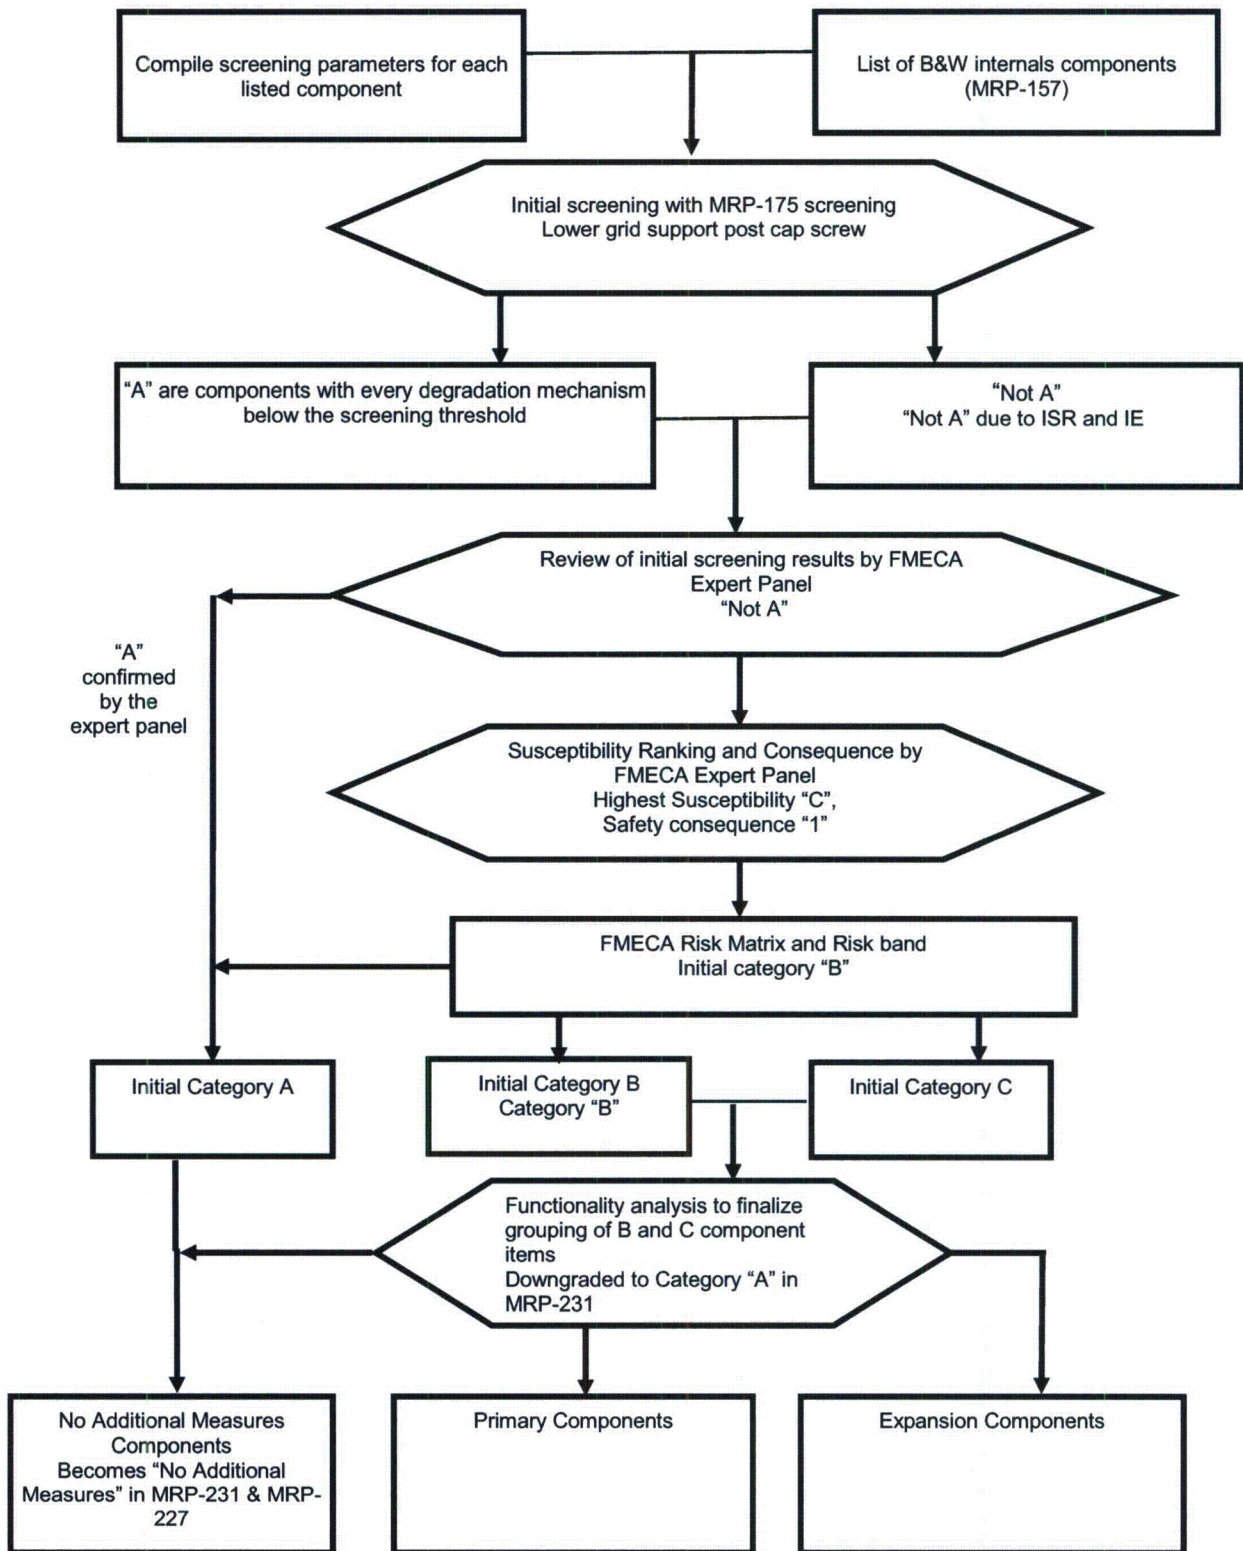 Compile screening parameters for each
listed component
List of B&W internals components
(MRP-157)
Initial screening with MRP-175 screening
Lower grid support post cap screw
“A” are components with every degradation mechanism
below the screening threshold
“Not A”
“Not A” due to ISR and IE
Review of initial screening results by FMECA
Expert Panel
“Not A”
“A”
confirmed
by the
expert panel
Susceptibility Ranking and Consequence by
FMECA Expert Panel
Highest Susceptibility “C”,
Safety consequence “1”
FMECA Risk Matrix and Risk band
Initial category “B”
Initial Category A
Initial Category B
Category “B”
Initial Category C
Functionality analysis to finalize
grouping of B and C component
items
Downgraded to Category “A” in
MRP-231
No Additional Measures
Components
Becomes “No Additional
Measures” in MRP-231 & MRP-
227
Primary Components
Expansion Components